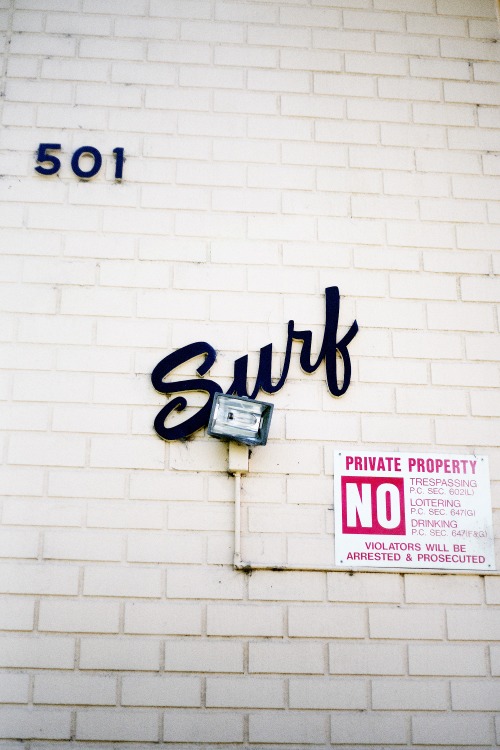 501
Surf
PRIVATE PROPERTY
NO
TRESPASSING
P.C. SEC. 602(L)
LOITERING
P.C. SEC. 647(G)
DRINKING
P.C. SEC. 647(F&G)
VIOLATORS WILL BE
ARRESTED & PROSECUTED